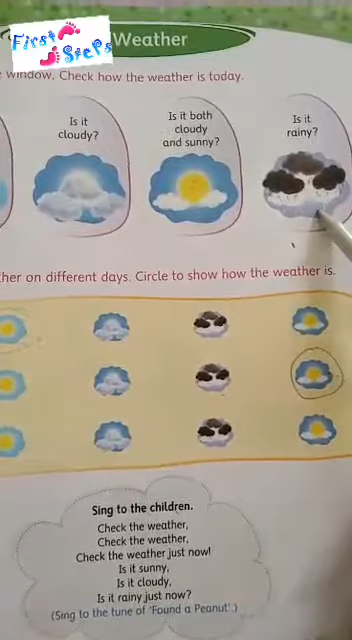 First Steps
Weather
window. Check how the weather is today.
Is it
cloudy?
Is it both
cloudy
and sunny?
Is it
rainy?
her on different days. Circle to show how the weather is.
Sing to the children.
Check the weather,
Check the weather,
Check the weather just now!
Is it sunny,
Is it cloudy,
Is it rainy just now?
(Sing to the tune of 'Found a Peanut'.)